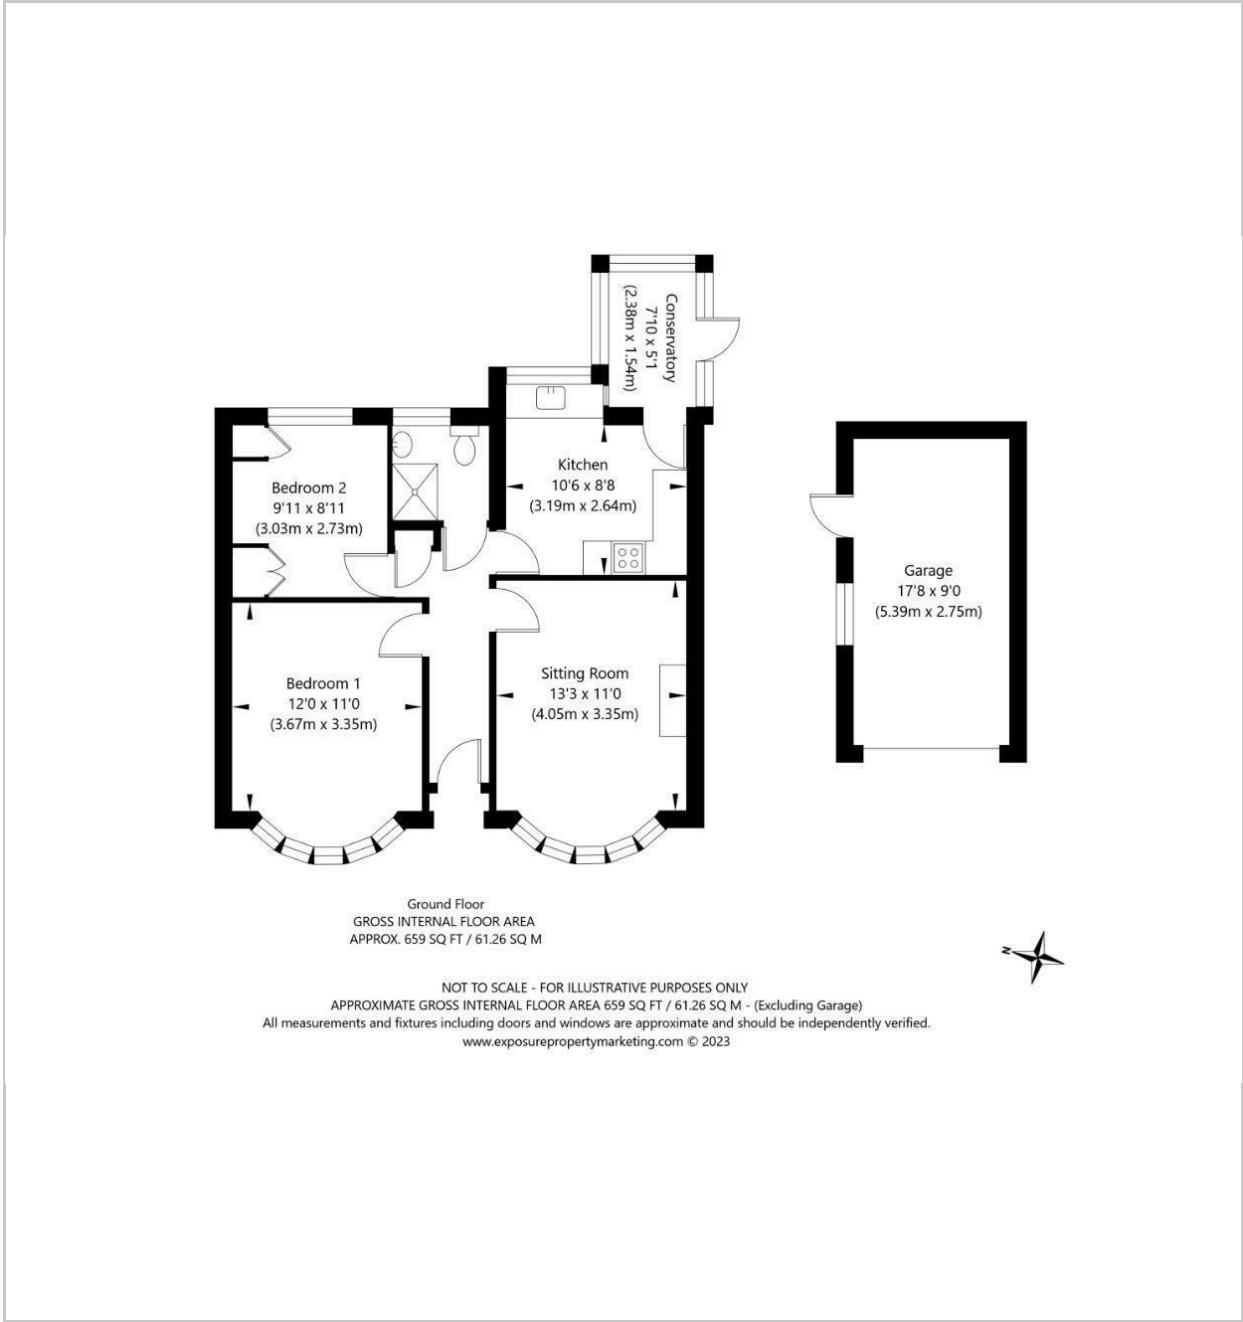 Conservatory
7'10 x 5'1
(2.38m x 1.54m)
Kitchen
10'6 x 8'8
(3.19m x 2.64m)
Bedroom 2
9'11 x 8'11
(3.03m x 2.73m)
Garage
17'8 x 9'0
(5.39m x 2.75m)
Bedroom 1
12'0 x 11'0
(3.67m x 3.35m)
Sitting Room
13'3 x 11'0
(4.05m x 3.35m)
Ground Floor
GROSS INTERNAL FLOOR AREA
APPROX. 659 SQ FT / 61.26 SQ M
N
NOT TO SCALE - FOR ILLUSTRATIVE PURPOSES ONLY
APPROXIMATE GROSS INTERNAL FLOOR AREA 659 SQ FT / 61.26 SQ M - (Excluding Garage)
All measurements and fixtures including doors and windows are approximate and should be independently verified.
www.exposurepropertymarketing.com © 2023